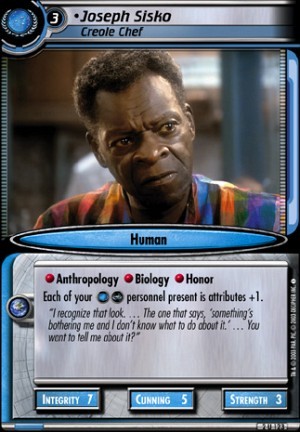 3
•Joseph Sisko
Creole Chef
Human
Anthropology Biology Honor
Each of your personnel present is attributes +1.
"I recognize that look. … The one that says, 'something's
bothering me and I don't know what to do about it.' … You
want to tell me about it?"
INTEGRITY 7 CUNNING 5 STRENGTH 3